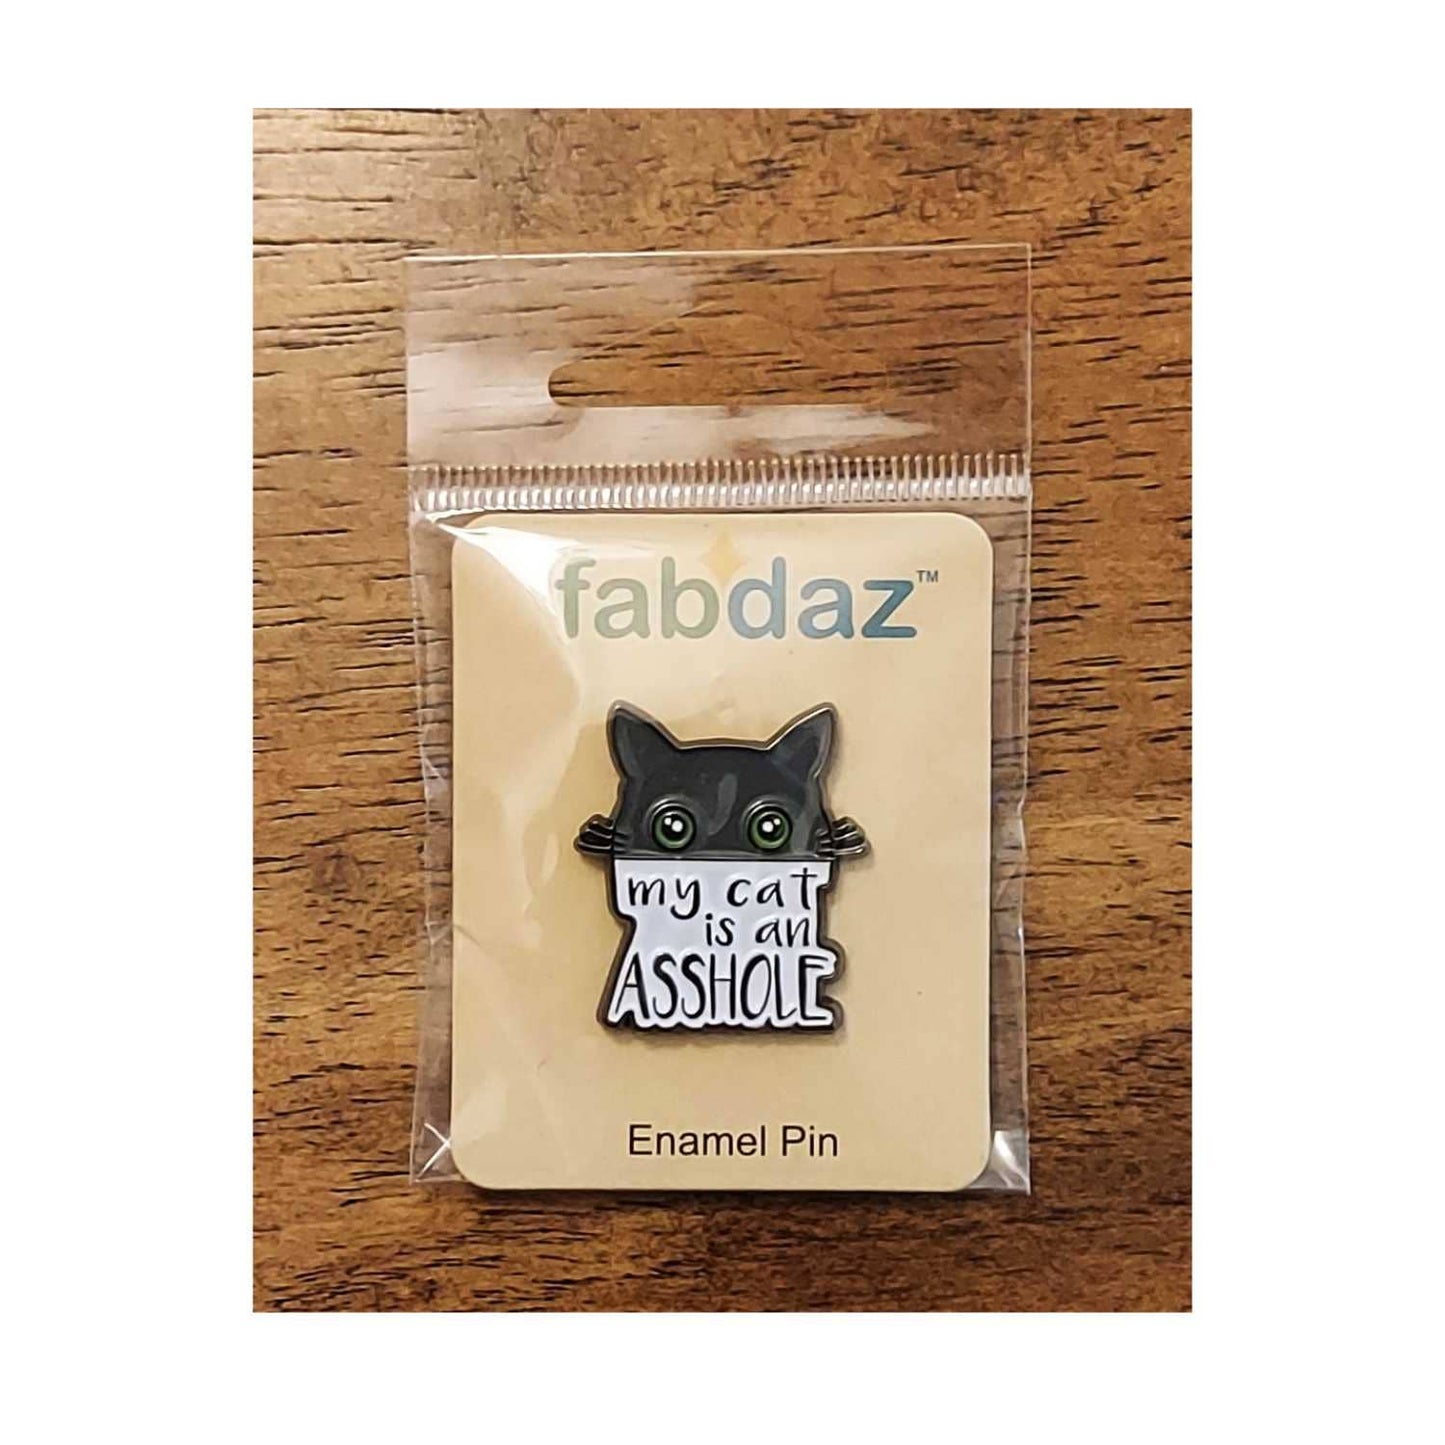 fabdaz™
my cat
is an
ASSHOLE
Enamel Pin